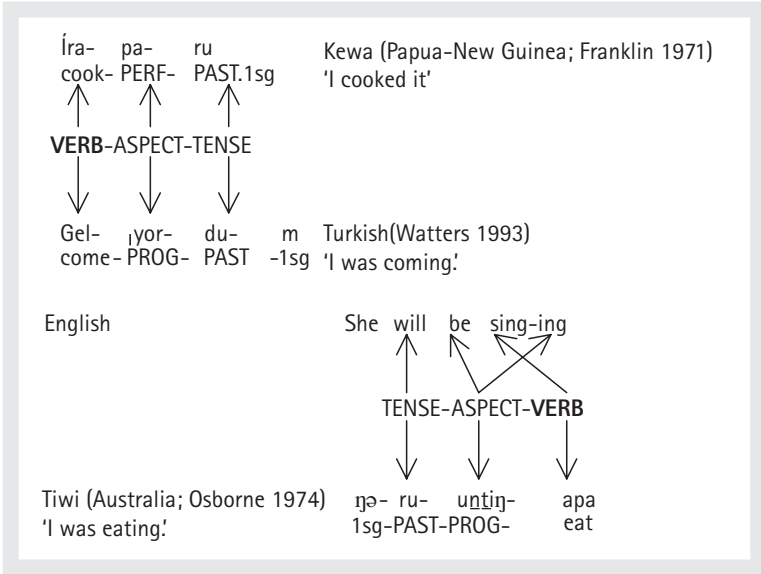 Íra- pa- ru Kewa (Papua-New Guinea; Franklin 1971)
cook- PERF- PAST.1sg 'I cooked it'
VERB-ASPECT-TENSE
Gel- ıyor- du- m Turkish(Watters 1993)
come- PROG- PAST -1sg 'I was coming.'
English She will be sing-ing
TENSE-ASPECT-VERB
Tiwi (Australia; Osborne 1974) ŋə- ru- un̲t̲iŋ- apa
'I was eating.' 1sg-PAST-PROG- eat